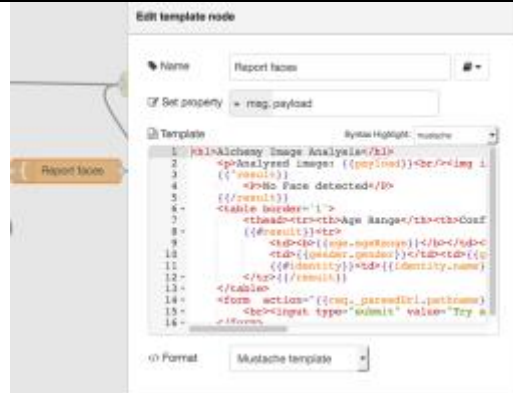 Edit template node
Name
Report faces
Set property
msg. payload
Template
Syntax Highlight: mustache
Report faces
1 <h1>Alchemy Image Analysis</h1>
2 <p>Analyzed image: {{payload}}<br/><img i
3 {{^result}}
4 <P>No Face detected</P>
5 {{/result}}
6 <table border='1'>
7 <thead><tr><th>Age Range</th><th>Conf
8 {{#result}}<tr>
9 <td><b>{{age.ageRange}}</b></td><
10 <td>{{gender.gender}}</td><td>{{g
11 {{#identity}}<td>{{identity.name}
12 </tr>{{/result}}
13 </table>
14 <form action="{{req._parsedUrl.pathname}
15 <br><input type="submit" value="Try a
16 </form>
Format
Mustache template